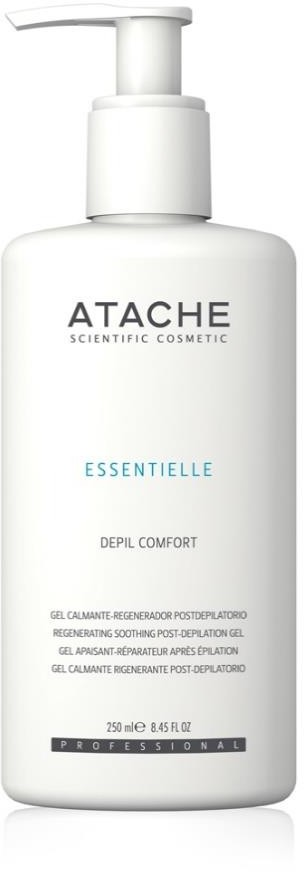 ATACHE
SCIENTIFIC COSMETIC
ESSENTIELLE
DEPIL COMFORT
GEL CALMANTE-REGENERADOR POSTDEPILATORIO
REGENERATING SOOTHING POST-DEPILATION GEL
GEL APAISANT-RÉPARATEUR APRÈS ÉPILATION
GEL CALMANTE RIGENERANTE POST-DEPILATORIO
250 ml℮ 8.45 FL OZ
PROFESSIONAL